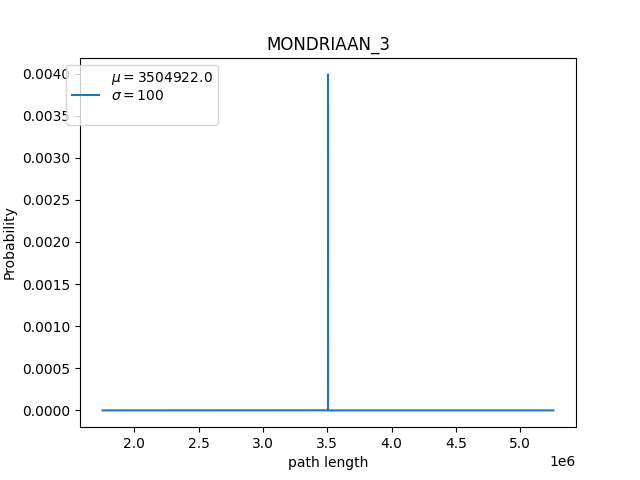 MONDRIAAN_3
μ = 3504922.0
σ = 100
0.0040
0.0035
0.0030
0.0025
0.0020
0.0015
0.0010
0.0005
0.0000
Probability
2.0 2.5 3.0 3.5 4.0 4.5 5.0
1e6
path length